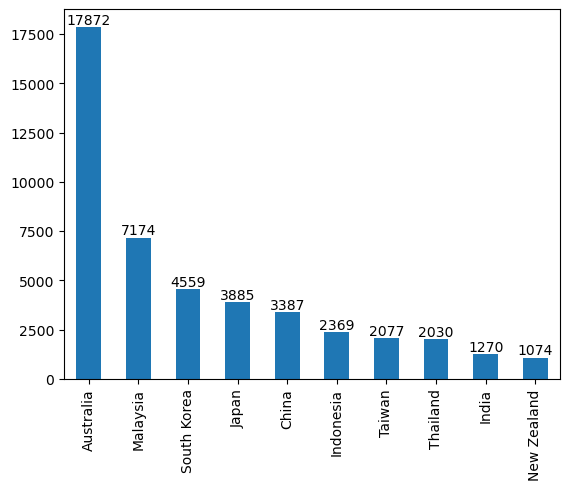 17500
15000
12500
10000
7500
5000
2500
0
17872
7174
4559
3885
3387
2369
2077
2030
1270
1074
Australia
Malaysia
South Korea
Japan
China
Indonesia
Taiwan
Thailand
India
New Zealand